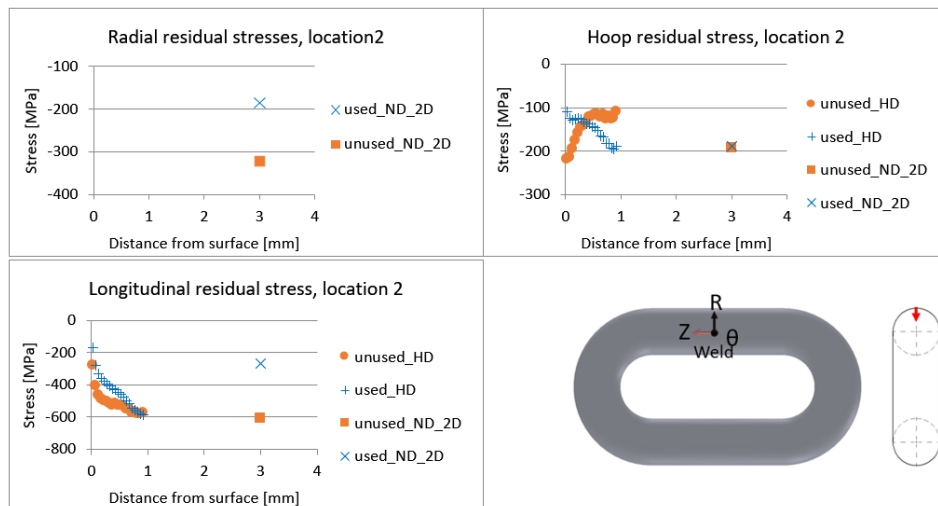 Radial residual stresses, location2
-100
-200
-300
-400
Stress [MPa]
0 1 2 3 4
Distance from surface [mm]
used_ND_2D
unused_ND_2D
Hoop residual stress, location 2
0
-100
-200
-300
Stress [MPa]
0 1 2 3 4
Distance from surface [mm]
unused_HD
used_HD
unused_ND_2D
used_ND_2D
Longitudinal residual stress, location 2
0
-200
-400
-600
-800
Stress [MPa]
0 1 2 3 4
Distance from surface [mm]
unused_HD
used_HD
unused_ND_2D
used_ND_2D
R
Z θ
Weld